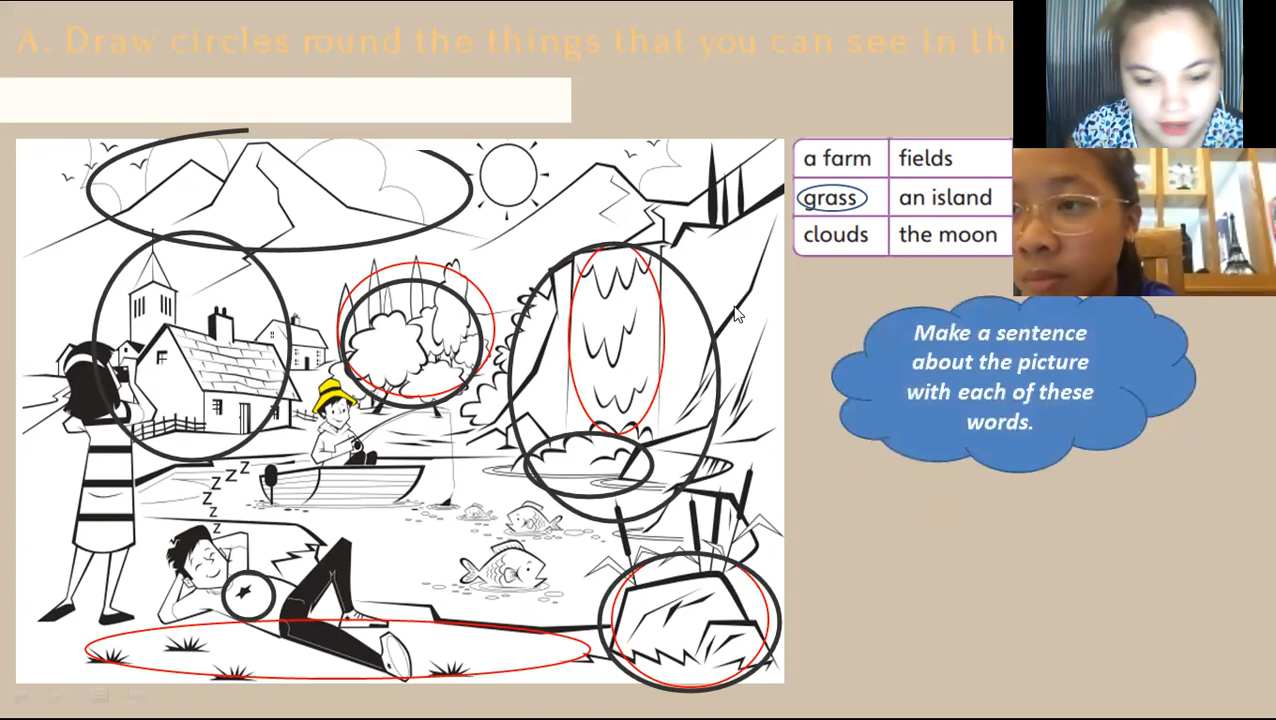 A. Draw circles round the things that you can see in
a farm fields
grass an island
clouds the moon
Make a sentence
about the picture
with each of these
words.
z
z
z
z
z
z
z